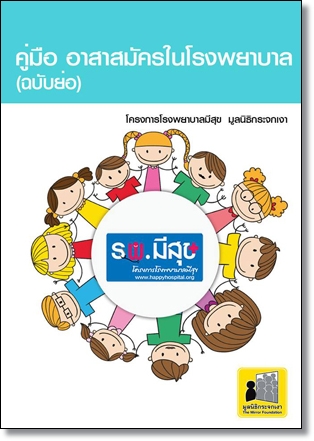 คู่มือ อาสาสมัครในโรงพยาบาล
(ฉบับย่อ)
โครงการโรงพยาบาลมีสุข มูลนิธิกระจกเงา
รพ.มีสุข
โครงการโรงพยาบาลมีสุข
www.happyhospital.org
มูลนิธิกระจกเงา
The Mirror Foundation